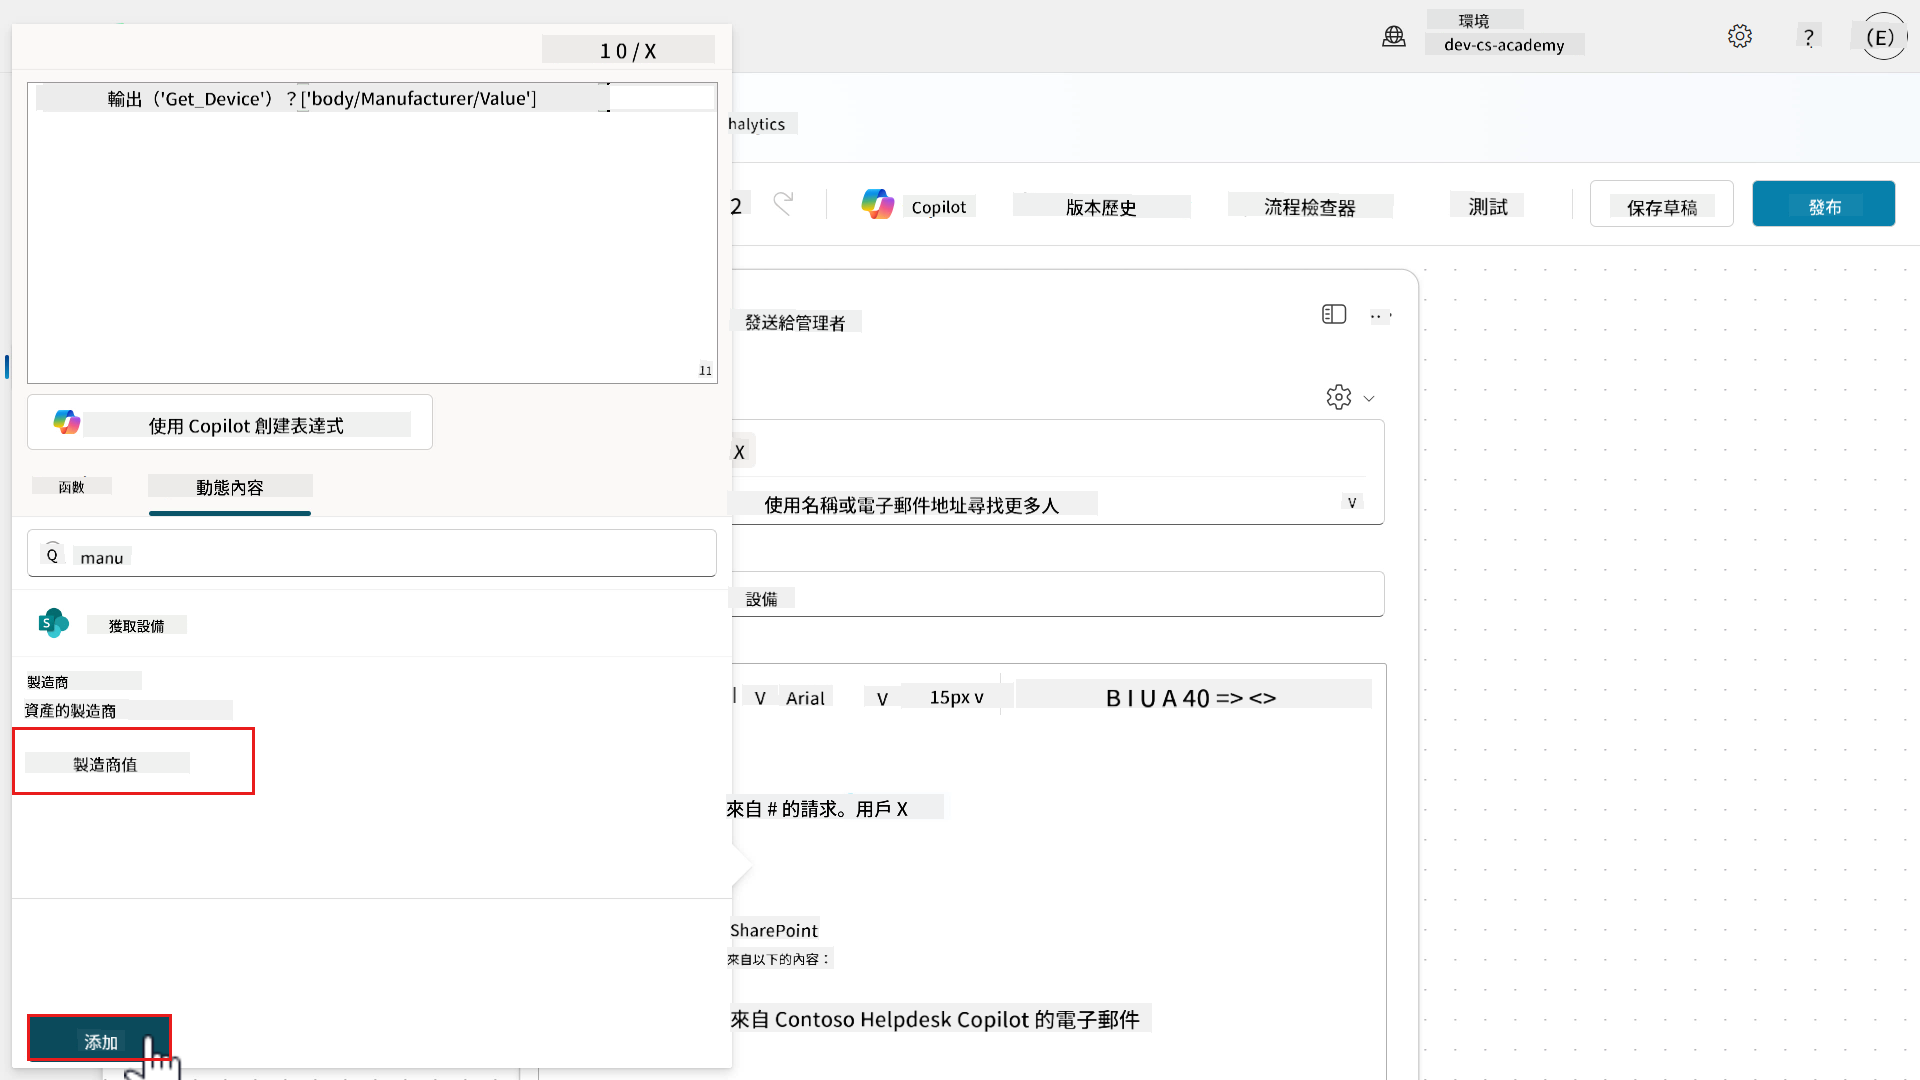 環境
dev-cs-academy
?
(E)
10/X
輸出（'Get_Device'）？['body/Manufacturer/Value']
11
使用 Copilot 創建表達式
函數
動態內容
Q manu
獲取設備
製造商
資產的製造商
製造商值
添加
halytics
2
Copilot
版本歷史
流程檢查器
測試
保存草稿
發布
發送給管理者
X
使用名稱或電子郵件地址尋找更多人
V
設備
V Arial V 15px v B I U A 40 => <>
來自 # 的請求。用戶 X
SharePoint
來自以下的內容：
來自 Contoso Helpdesk Copilot 的電子郵件